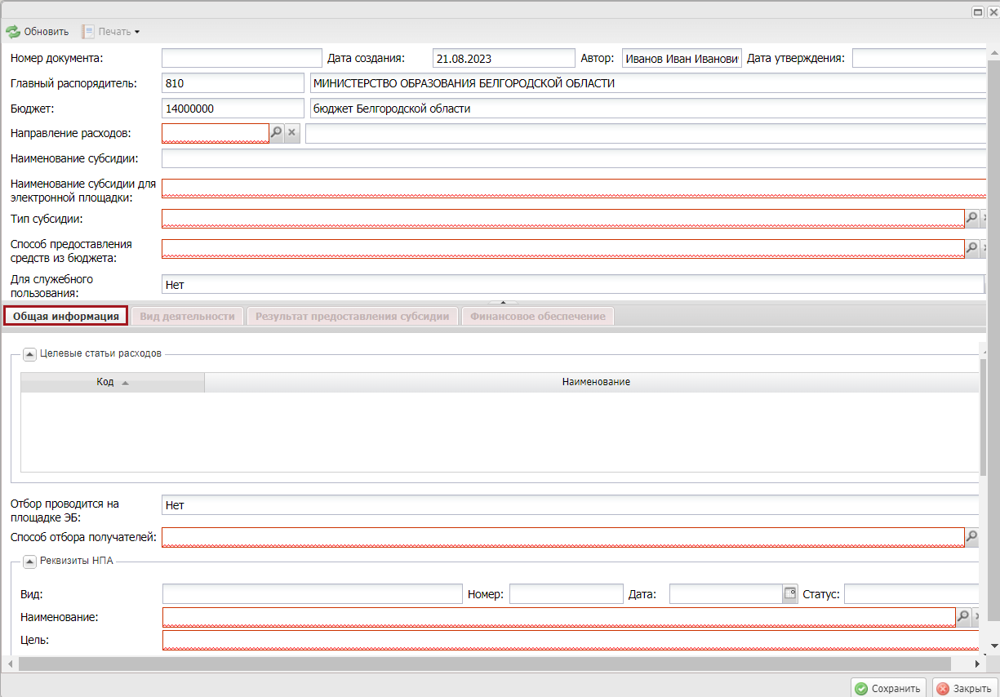 Обновить Печать
Номер документа: Дата создания: 21.08.2023 Автор: Иванов Иван Иванови Дата утверждения:
Главный распорядитель: 810 МИНИСТЕРСТВО ОБРАЗОВАНИЯ БЕЛГОРОДСКОЙ ОБЛАСТИ
Бюджет: 14000000 бюджет Белгородской области
Направление расходов:
Наименование субсидии:
Наименование субсидии для
электронной площадки:
Тип субсидии:
Способ предоставления
средств из бюджета:
Для служебного
пользования: Нет
Общая информация Вид деятельности Результат предоставления субсидии Финансовое обеспечение
Целевые статьи расходов
Код Наименование
Отбор проводится на
площадке ЭБ: Нет
Способ отбора получателей:
Реквизиты НПА
Вид: Номер: Дата: Статус:
Наименование:
Цель:
Сохранить Закрыть